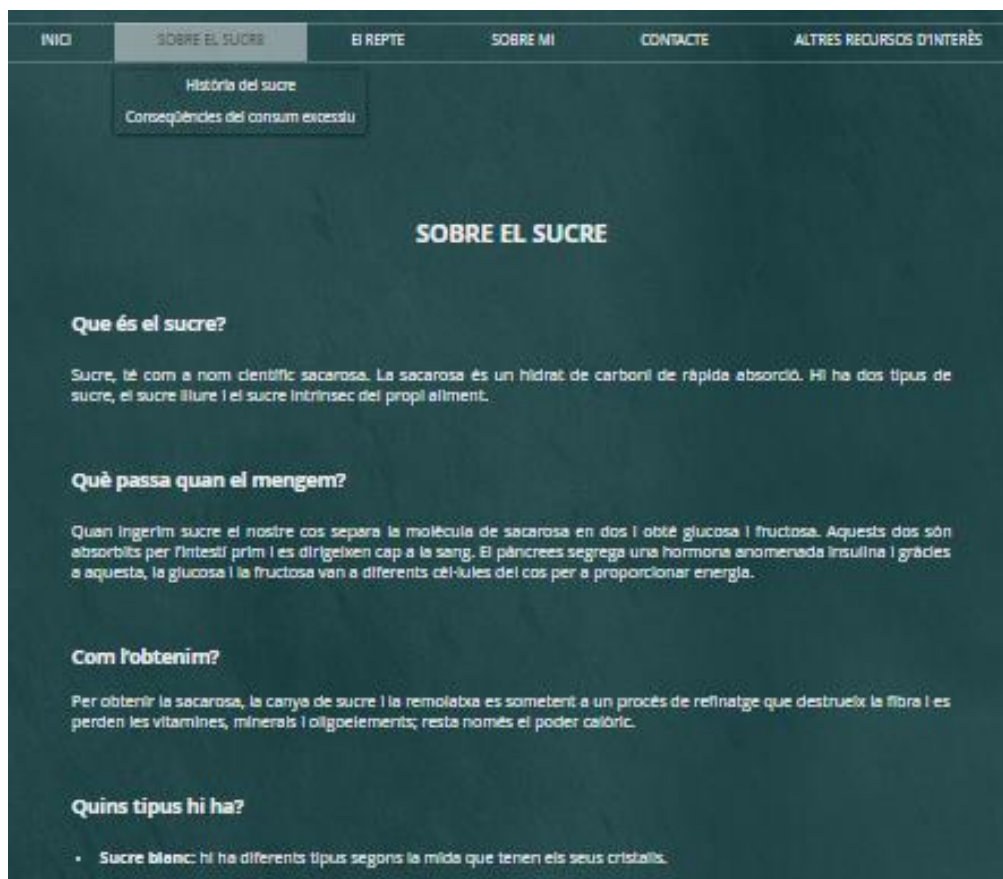 INICI SOBRE EL SUCRE El REPTE SOBRE MI CONTACTE ALTRES RECURSOS D'INTERÈS
Història del sucre
Conseqüències del consum excessiu
SOBRE EL SUCRE
Que és el sucre?
Sucre, té com a nom científic sacarosa. La sacarosa és un hidrat de carboni de ràpida absorció. Hi ha dos tipus de
sucre, el sucre lliure i el sucre intrínsec del propi aliment.
Què passa quan el mengem?
Quan ingerim sucre el nostre cos separa la molècula de sacarosa en dos i obté glucosa i fructosa. Aquests dos són
absorbits per l'intestí prim i es dirigeixen cap a la sang. El pàncrees segrega una hormona anomenada insulina i gràcies
a aquesta, la glucosa i la fructosa van a diferents cèl·lules del cos per a proporcionar energia.
Com l'obtenim?
Per obtenir la sacarosa, la canya de sucre i la remolatxa es sometent a un procés de refinatge que destrueix la fibra i es
perden les vitamines, minerals i oligoelements; resta només el poder calòric.
Quins tipus hi ha?
• Sucre blanc: hi ha diferents tipus segons la mida que tenen els seus cristalls.